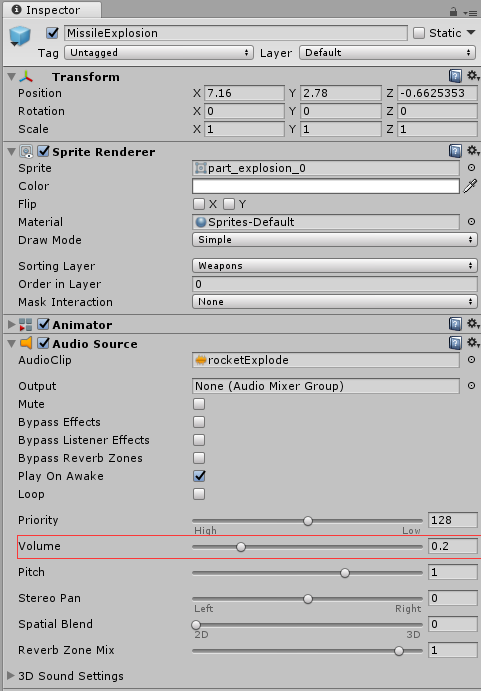 Inspector
MissileExplosion Static
Tag Untagged Layer Default
Transform
Position X 7.16 Y 2.78 Z -0.6625353
Rotation X 0 Y 0 Z 0
Scale X 1 Y 1 Z 1
Sprite Renderer
Sprite part_explosion_0
Color
Flip X Y
Material Sprites-Default
Draw Mode Simple
Sorting Layer Weapons
Order in Layer 0
Mask Interaction None
Animator
Audio Source
AudioClip rocketExplode
Output None (Audio Mixer Group)
Mute
Bypass Effects
Bypass Listener Effects
Bypass Reverb Zones
Play On Awake
Loop
Priority 128
High Low
Volume 0.2
Pitch 1
Stereo Pan 0
Left Right
Spatial Blend 0
2D 3D
Reverb Zone Mix 1
3D Sound Settings